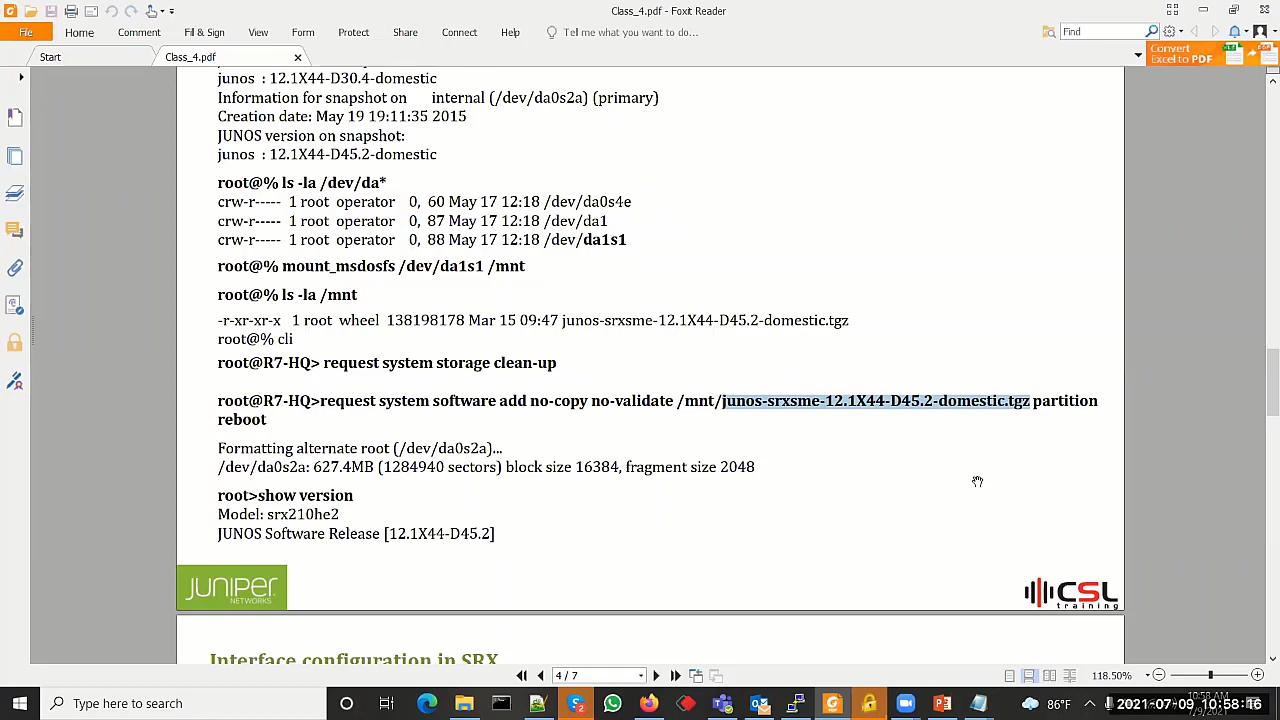 Class_4.pdf - Foxit Reader
File Home Comment View Form Protect Share Connect Help Fill & Sign Tell me what you want to do... Find
Start Class_4.pdf Convert Excel to PDF
junos : 12.1X44-D30.4-domestic
Information for snapshot on internal (/dev/da0s2a) (primary)
Creation date: May 19 19:11:35 2015
JUNOS version on snapshot:
junos : 12.1X44-D45.2-domestic
root@% ls -la /dev/da*
crw-r----- 1 root operator 0, 60 May 17 12:18 /dev/da0s4e
crw-r----- 1 root operator 0, 87 May 17 12:18 /dev/da1
crw-r----- 1 root operator 0, 88 May 17 12:18 /dev/da1s1
root@% mount_msdosfs /dev/da1s1 /mnt
root@% ls -la /mnt
-r-xr-xr-x 1 root wheel 138198178 Mar 15 09:47 junos-srxsme-12.1X44-D45.2-domestic.tgz
root@% cli
root@R7-HQ> request system storage clean-up
root@R7-HQ>request system software add no-copy no-validate /mnt/junos-srxsme-12.1X44-D45.2-domestic.tgz partition
reboot
Formatting alternate root (/dev/da0s2a)...
/dev/da0s2a: 627.4MB (1284940 sectors) block size 16384, fragment size 2048
root>show version
Model: srx210he2
JUNOS Software Release [12.1X44-D45.2]
JUNIPER NETWORKS
CSL training
Interface configuration in SRX
4 / 7 118.50%
Type here to search 86°F 10:58 AM
2021-07-09 10:58:16